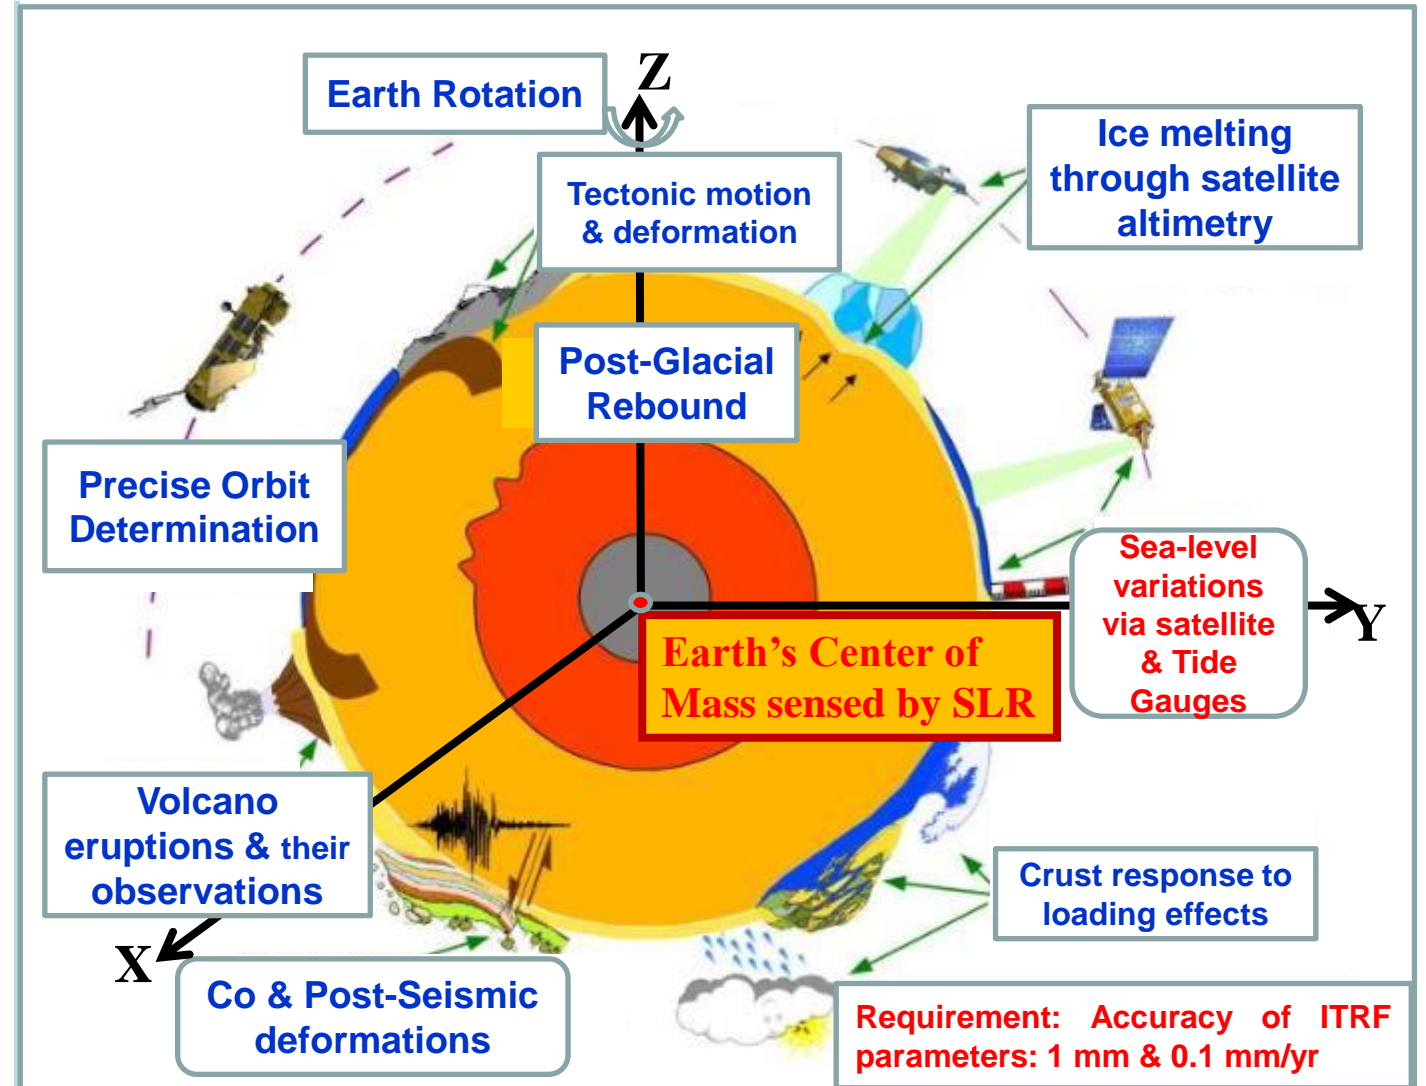 Z
Earth Rotation
Ice melting
through satellite
altimetry
Tectonic motion
& deformation
Post-Glacial
Rebound
Precise Orbit
Determination
Sea-level
variations
via satellite
& Tide
Gauges
Y
Earth's Center of
Mass sensed by SLR
Volcano
eruptions & their
observations
Crust response to
loading effects
X
Co & Post-Seismic
deformations
Requirement: Accuracy of ITRF
parameters: 1 mm & 0.1 mm/yr